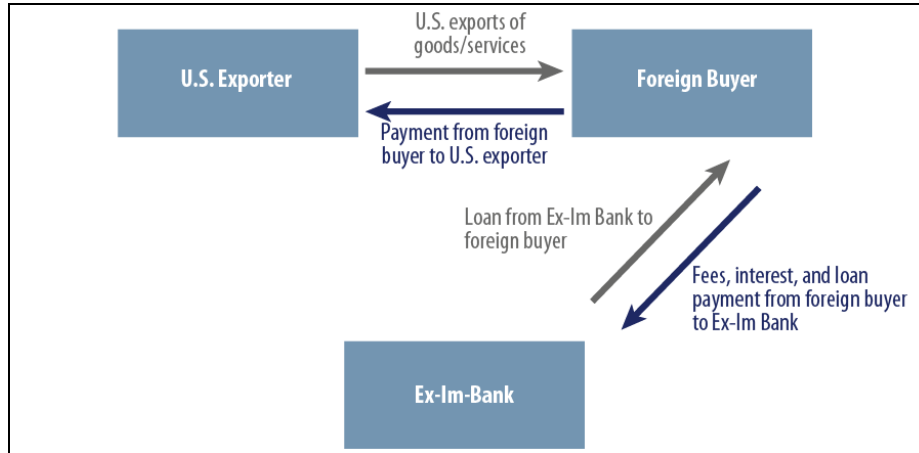 U.S. exports of
goods/services
U.S. Exporter
Foreign Buyer
Payment from foreign
buyer to U.S. exporter
Loan from Ex-Im Bank to
foreign buyer
Fees, interest, and loan
payment from foreign buyer
to Ex-Im Bank
Ex-Im-Bank